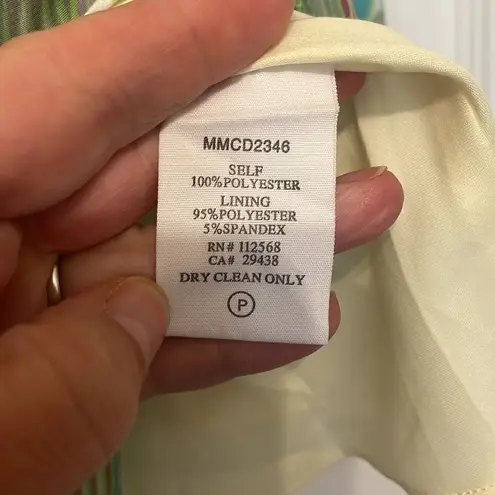 MMCD2346
SELF
100%POLYESTER
LINING
95%POLYESTER
5%SPANDEX
RN# 112568
CA# 29438
DRY CLEAN ONLY
P